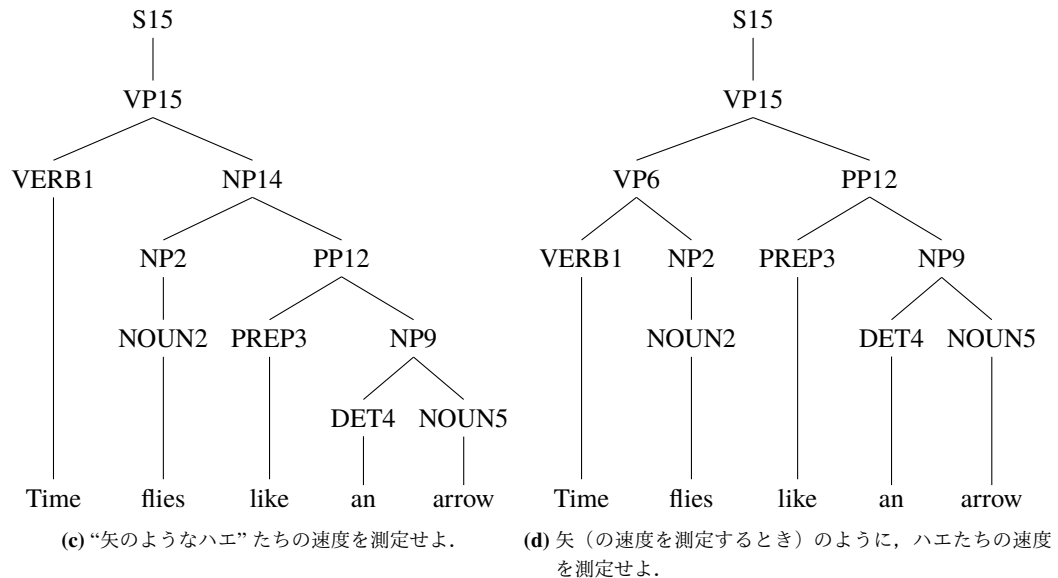 S15 S15
VP15 VP15
VERB1 NP14 VP6 PP12
NP2 PP12 VERB1 NP2 PREP3 NP9
NOUN2 PREP3 NP9 NOUN2 DET4 NOUN5
DET4 NOUN5
Time flies like an arrow Time flies like an arrow
(c) “矢のようなハエ” たちの速度を測定せよ．
(d) 矢（の速度を測定するとき）のように，ハエたちの速度
を測定せよ．